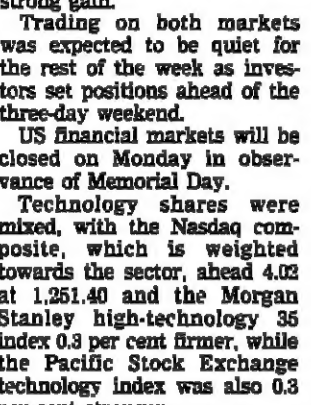 strong gain.
Trading on both markets
was expected to be quiet for
the rest of the week as inves-
tors set positions ahead of the
three-day weekend.
US financial markets will be
closed on Monday in obser-
vance of Memorial Day.
Technology shares were
mixed, with the Nasdaq com-
posite, which is weighted
towards the sector, ahead 4.02
at 1,251.40 and the Morgan
Stanley high-technology 35
index 0.3 per cent firmer, while
the Pacific Stock Exchange
technology index was also 0.3
per cent stronger.